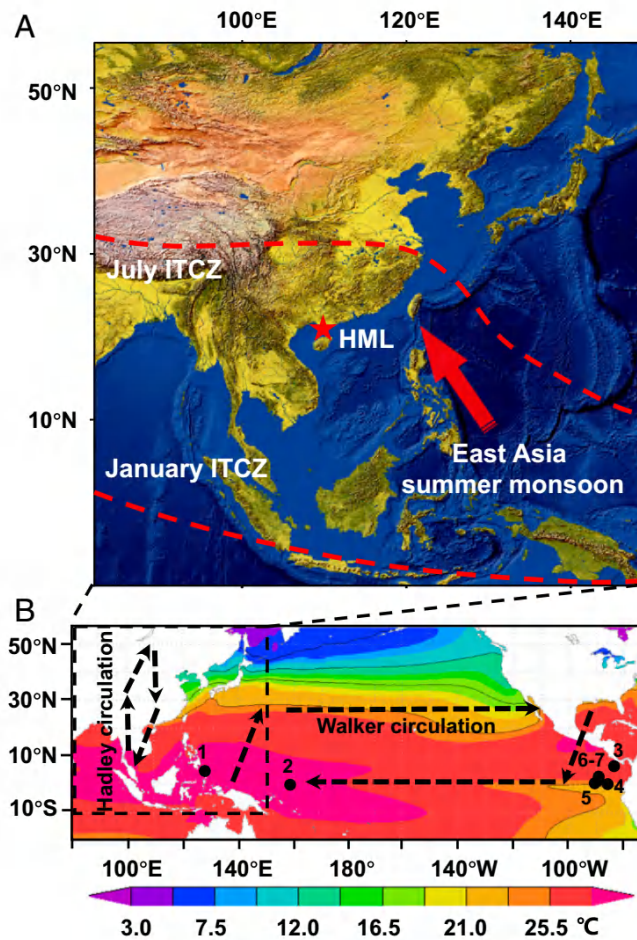 A
100°E 120°E 140°E
50°N
30°N
10°N
July ITCZ
HML
January ITCZ
East Asia
summer monsoon
B
50°N
30°N
10°N
10°S
Hadley circulation
Walker circulation
1
2
3
6-7
4
5
100°E 140°E 180° 140°W 100°W
3.0 7.5 12.0 16.5 21.0 25.5 ℃